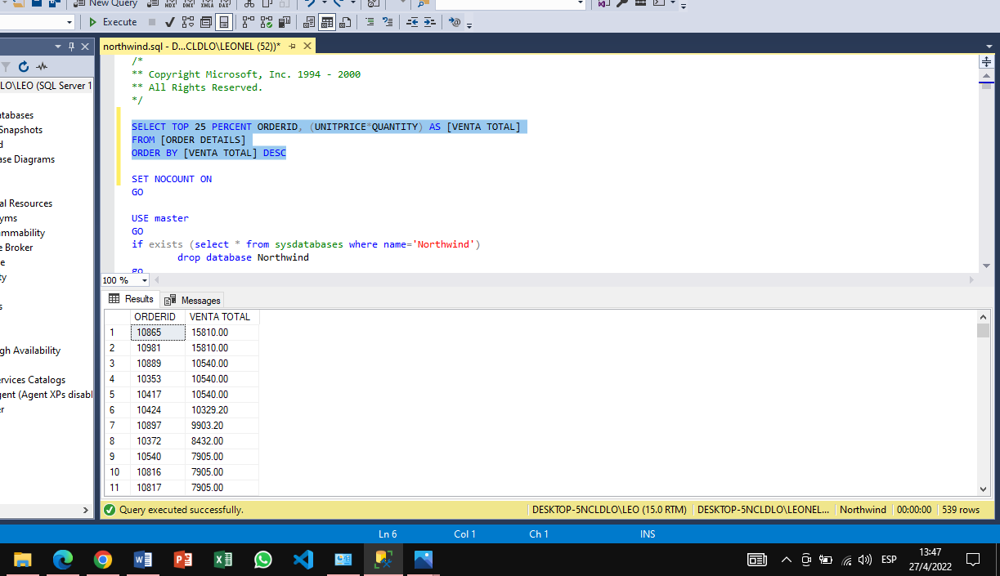 New Query
MDX DMX XMLA DAX
Execute
northwind.sql - D...CLDLO\LEONEL (52))*
LO\LEO (SQL Server 1
tabases
Snapshots
d
se Diagrams
al Resources
yms
mmability
e Broker
e
ty
s
gh Availability
ervices Catalogs
gent (Agent XPs disabl
er
/*
** Copyright Microsoft, Inc. 1994 - 2000
** All Rights Reserved.
*/
SELECT TOP 25 PERCENT ORDERID, (UNITPRICE*QUANTITY) AS [VENTA TOTAL]
FROM [ORDER DETAILS]
ORDER BY [VENTA TOTAL] DESC
SET NOCOUNT ON
GO
USE master
GO
if exists (select * from sysdatabases where name='Northwind')
drop database Northwind
go
100 %
Results Messages
ORDERID VENTA TOTAL
1 10865 15810.00
2 10981 15810.00
3 10889 10540.00
4 10353 10540.00
5 10417 10540.00
6 10424 10329.20
7 10897 9903.20
8 10372 8432.00
9 10540 7905.00
10 10816 7905.00
11 10817 7905.00
Query executed successfully. DESKTOP-5NCLDLO\LEO (15.0 RTM) DESKTOP-5NCLDLO\LEONEL... Northwind 00:00:00 539 rows
Ln 6 Col 1 Ch 1 INS
ESP
13:47
27/4/2022